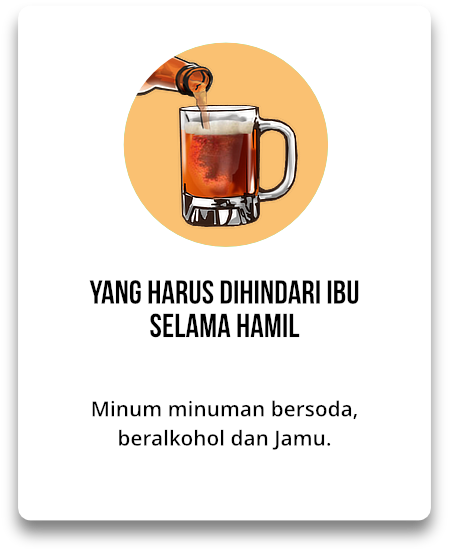 YANG HARUS DIHINDARI IBU
SELAMA HAMIL
Minum minuman bersoda,
beralkohol dan Jamu.